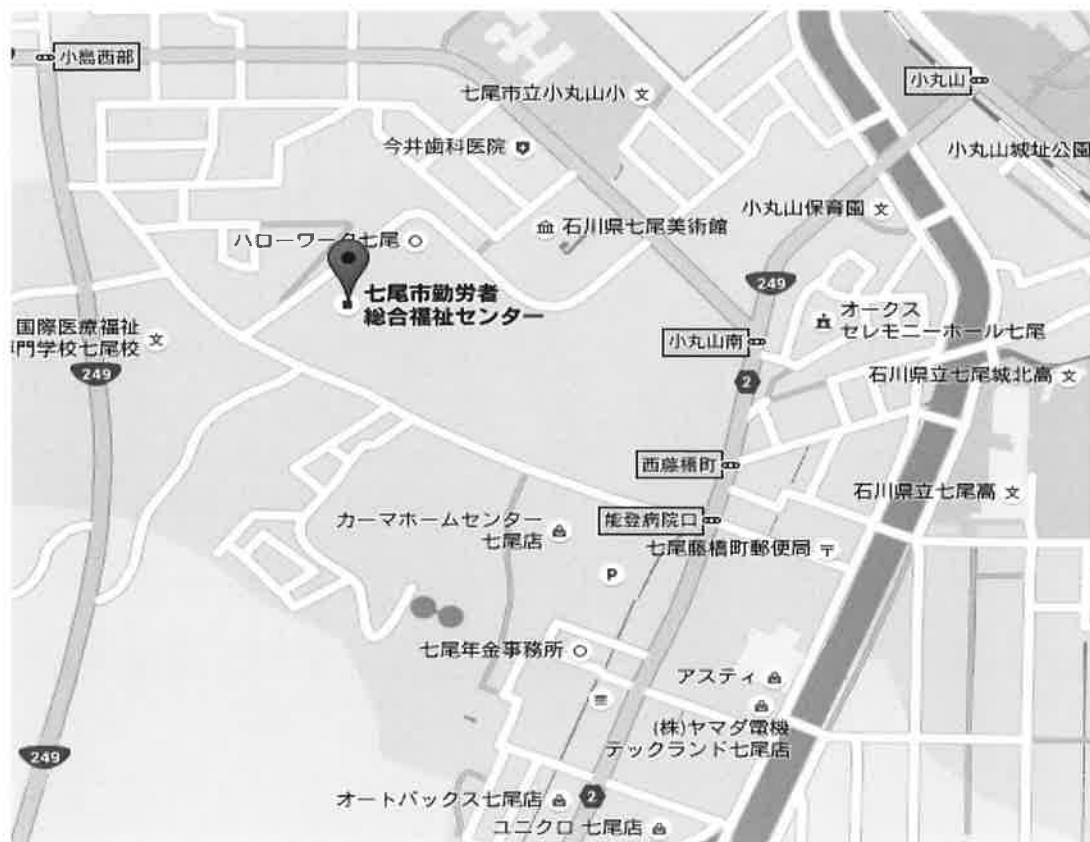 小島西部
小丸山
七尾市立小丸山小
今井歯科医院
小丸山城址公園
小丸山保育園
石川県七尾美術館
ハローワーク七尾
七尾市勤労者
総合福祉センター
249
オークス
セレモニーホール七尾
国際医療福祉
専門学校七尾校
小丸山南
249
2
石川県立七尾城北高
西藤橋町
石川県立七尾高
カーマホームセンター
七尾店
能登病院口
七尾藤橋町郵便局
P
七尾年金事務所
アスティ
(株)ヤマダ電機
テックランド七尾店
249
オートバックス七尾店
2
ユニクロ 七尾店